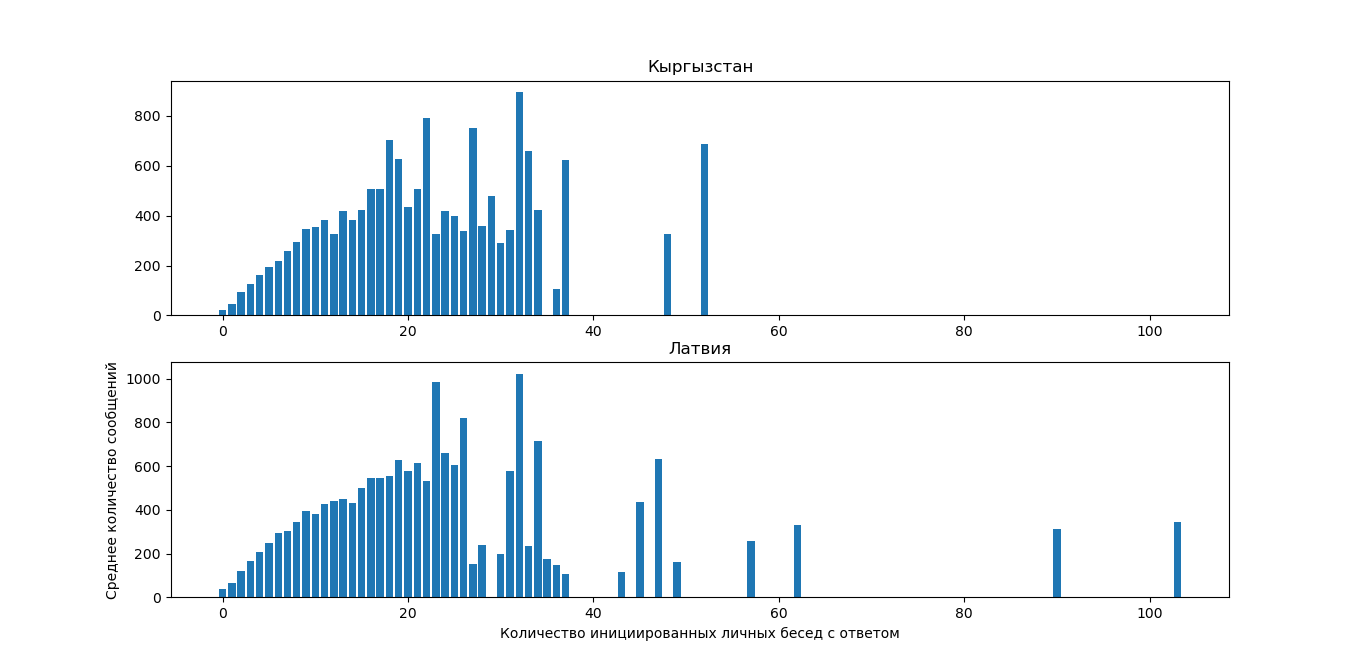 Кыргызстан
800
600
400
200
0
0 20 40 60 80 100
Латвия
Среднее количество сообщений
1000
800
600
400
200
0
0 20 40 60 80 100
Количество инициированных личных бесед с ответом